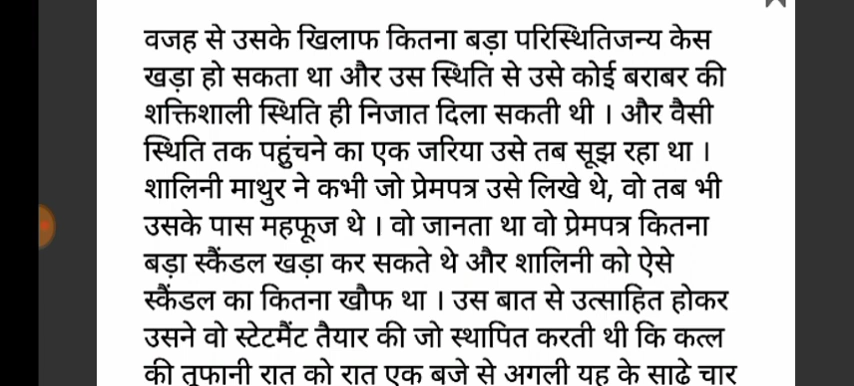 वजह से उसके खिलाफ कितना बड़ा परिस्थितिजन्य केस
खड़ा हो सकता था और उस स्थिति से उसे कोई बराबर की
शक्तिशाली स्थिति ही निजात दिला सकती थी । और वैसी
स्थिति तक पहुंचने का एक जरिया उसे तब सूझ रहा था ।
शालिनी माथुर ने कभी जो प्रेमपत्र उसे लिखे थे, वो तब भी
उसके पास महफूज थे । वो जानता था वो प्रेमपत्र कितना
बड़ा स्कैंडल खड़ा कर सकते थे और शालिनी को ऐसे
स्कैंडल का कितना खौफ था । उस बात से उत्साहित होकर
उसने वो स्टेटमैंट तैयार की जो स्थापित करती थी कि कत्ल
की तूफानी रात को रात एक बजे से अगली यह के साढे चार